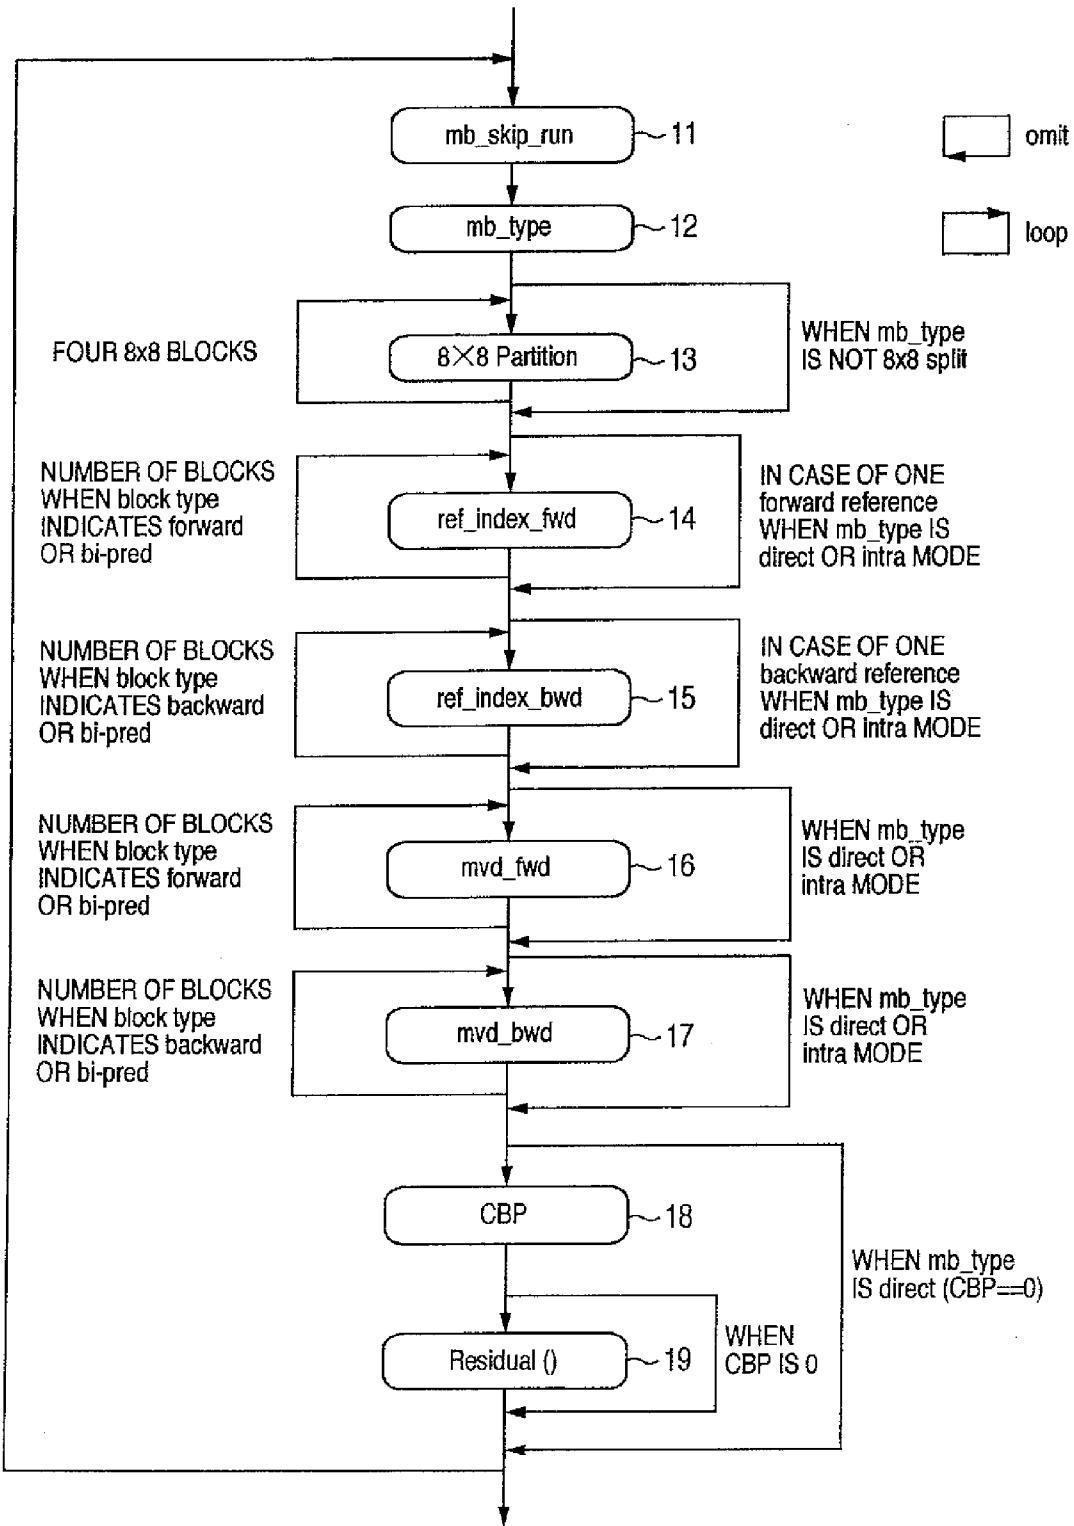 mb_skip_run
11
omit
mb_type
12
loop
FOUR 8x8 BLOCKS
8×8 Partition
13
WHEN mb_type
IS NOT 8x8 split
NUMBER OF BLOCKS
WHEN block type
INDICATES forward
OR bi-pred
ref_index_fwd
14
IN CASE OF ONE
forward reference
WHEN mb_type IS
direct OR intra MODE
NUMBER OF BLOCKS
WHEN block type
INDICATES backward
OR bi-pred
ref_index_bwd
15
IN CASE OF ONE
backward reference
WHEN mb_type IS
direct OR intra MODE
NUMBER OF BLOCKS
WHEN block type
INDICATES forward
OR bi-pred
mvd_fwd
16
WHEN mb_type
IS direct OR
intra MODE
NUMBER OF BLOCKS
WHEN block type
INDICATES backward
OR bi-pred
mvd_bwd
17
WHEN mb_type
IS direct OR
intra MODE
CBP
18
WHEN mb_type
IS direct (CBP==0)
Residual ()
19
WHEN
CBP IS 0